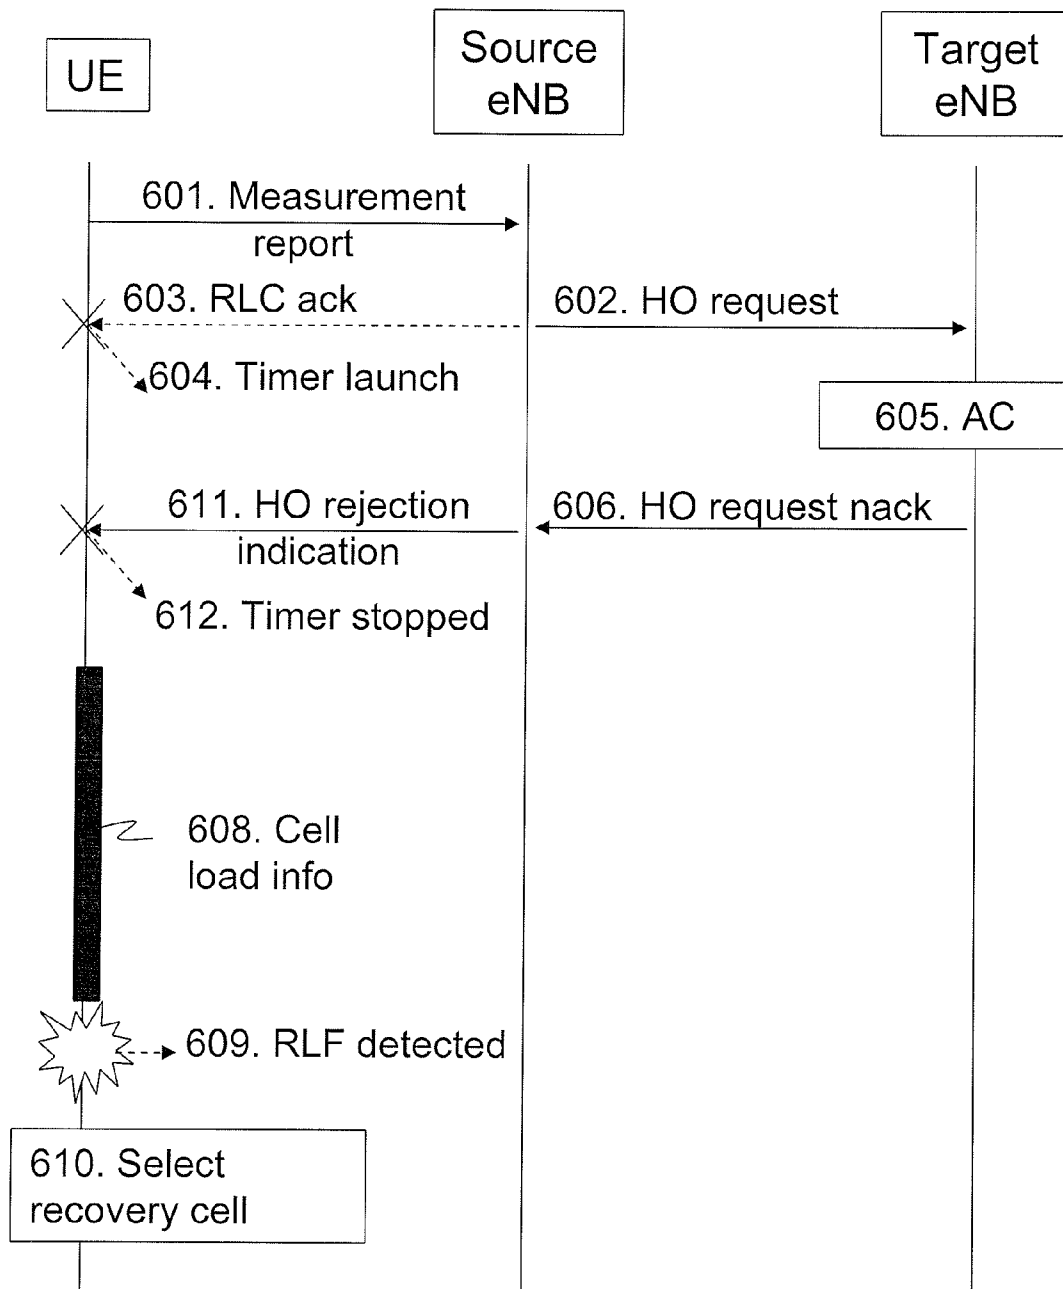 UE
Source
eNB
Target
eNB
601. Measurement
report
603. RLC ack
602. HO request
604. Timer launch
605. AC
611. HO rejection
indication
606. HO request nack
612. Timer stopped
608. Cell
load info
609. RLF detected
610. Select
recovery cell